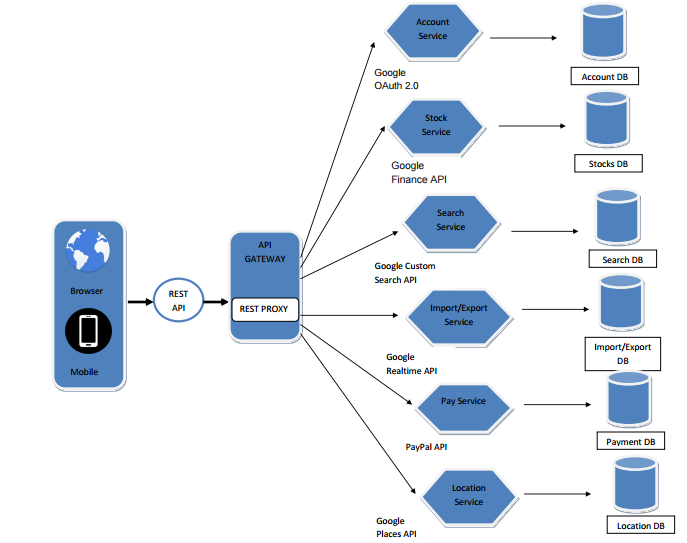 Account
Service
Account DB
Google
OAuth 2.0
Stock
Service
Stocks DB
Google
Finance API
Search
Service
Search DB
Google Custom
Search API
Browser
Mobile
REST
API
API
GATEWAY
REST PROXY
Import/Export
Service
Import/Export
DB
Google
Realtime API
Pay Service
Payment DB
PayPal API
Location
Service
Location DB
Google
Places API